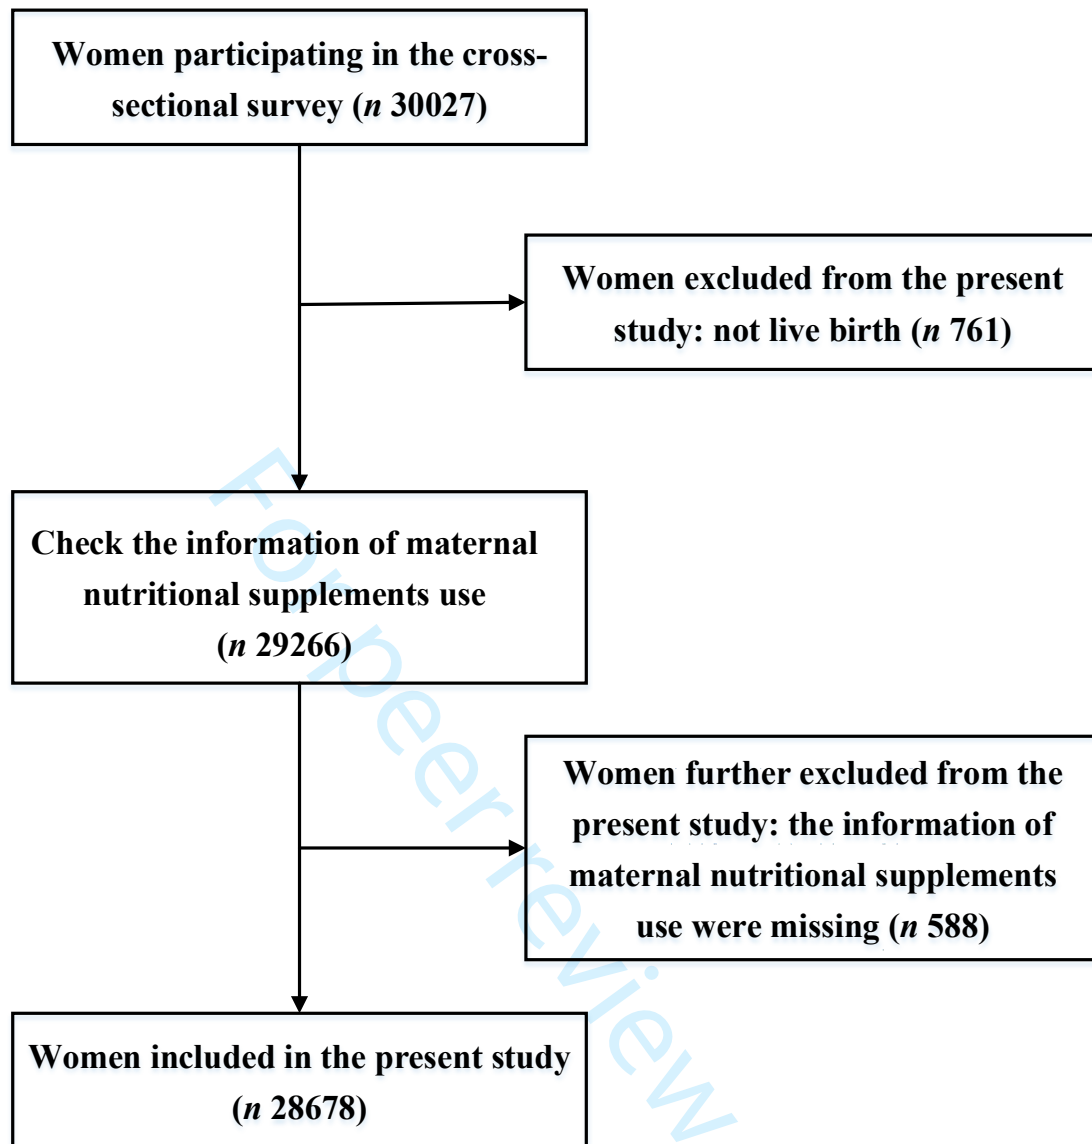 Women participating in the cross-
sectional survey (n 30027)
Women excluded from the present
study: not live birth (n 761)
Check the information of maternal
nutritional supplements use
(n 29266)
Women further excluded from the
present study: the information of
maternal nutritional supplements
use were missing (n 588)
Women included in the present study
(n 28678)
For peer review